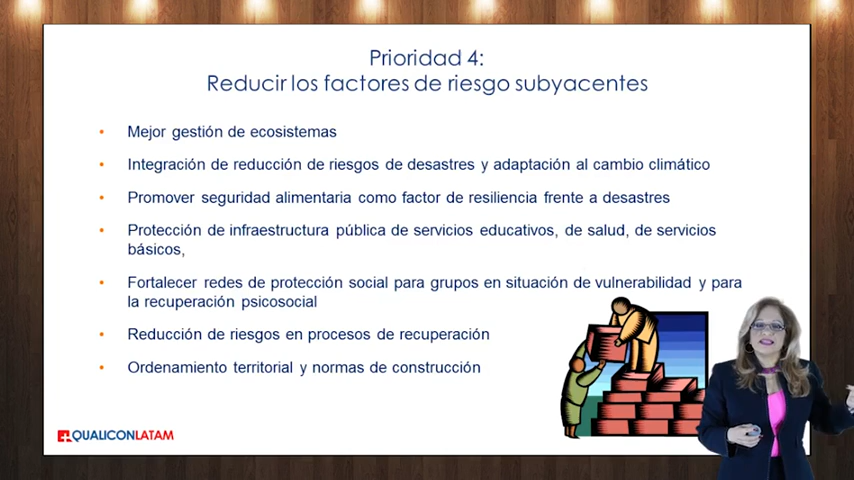 Prioridad 4:
Reducir los factores de riesgo subyacentes
• Mejor gestión de ecosistemas
• Integración de reducción de riesgos de desastres y adaptación al cambio climático
• Promover seguridad alimentaria como factor de resiliencia frente a desastres
• Protección de infraestructura pública de servicios educativos, de salud, de servicios
básicos,
• Fortalecer redes de protección social para grupos en situación de vulnerabilidad y para
la recuperación psicosocial
• Reducción de riesgos en procesos de recuperación
• Ordenamiento territorial y normas de construcción
QUALICONLATAM